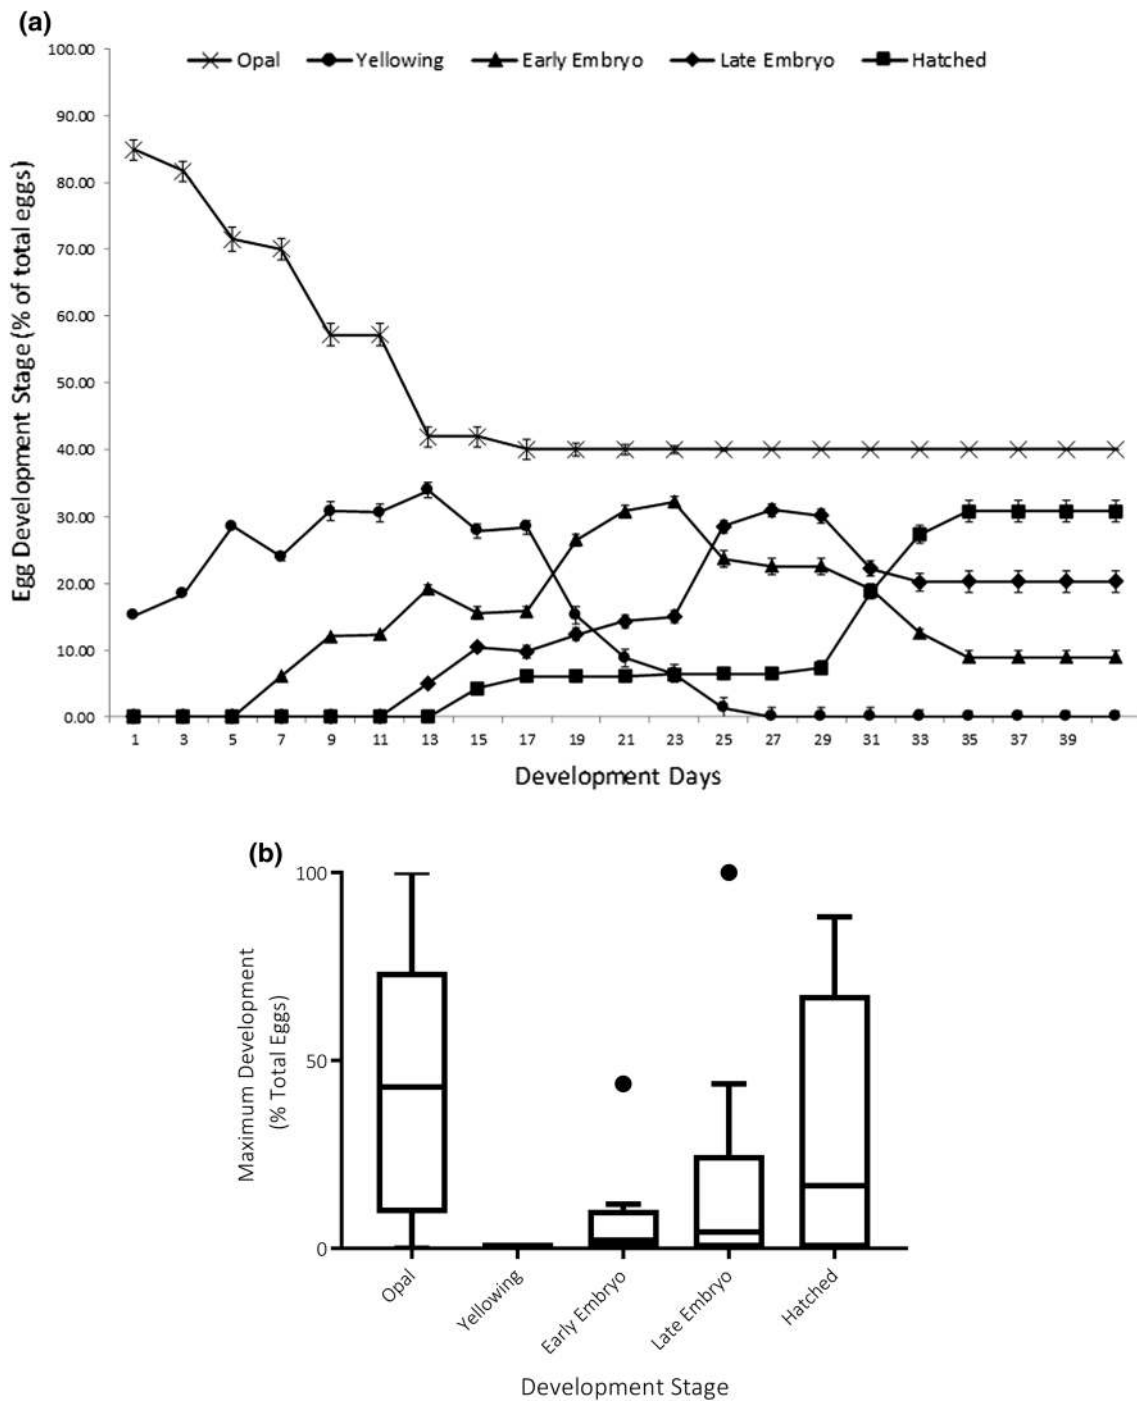 (a)
Opal Yellowing Early Embryo Late Embryo Hatched
Egg Development Stage (% of total eggs)
100.00
90.00
80.00
70.00
60.00
50.00
40.00
30.00
20.00
10.00
0.00
1 3 5 7 9 11 13 15 17 19 21 23 25 27 29 31 33 35 37 39
Development Days
(b)
Maximum Development
(% Total Eggs)
100
50
0
Opal
Yellowing
Early Embryo
Late Embryo
Hatched
Development Stage